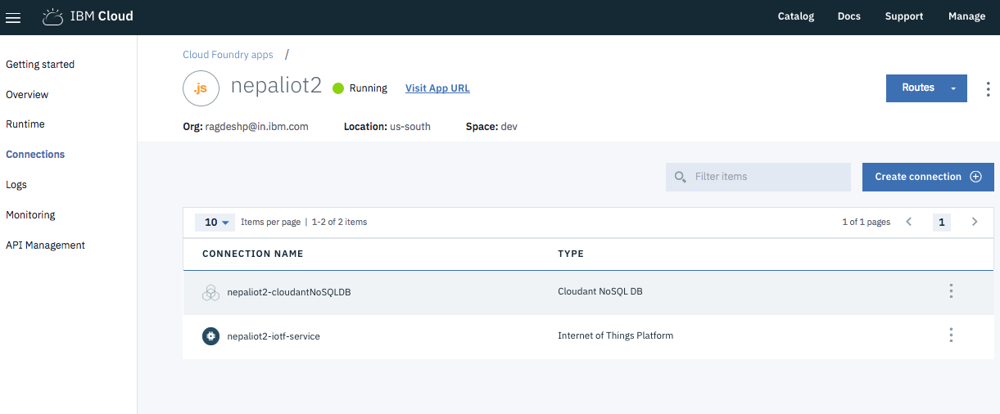 IBM Cloud Catalog Docs Support Manage
Getting started
Overview
Runtime
Connections
Logs
Monitoring
API Management
Cloud Foundry apps /
.js nepaliot2 Running Visit App URL Routes
Org: ragdeshp@in.ibm.com Location: us-south Space: dev
Filter items Create connection
10 Items per page | 1-2 of 2 items 1 of 1 pages 1
CONNECTION NAME TYPE
nepaliot2-cloudantNoSQLDB Cloudant NoSQL DB
nepaliot2-iotf-service Internet of Things Platform